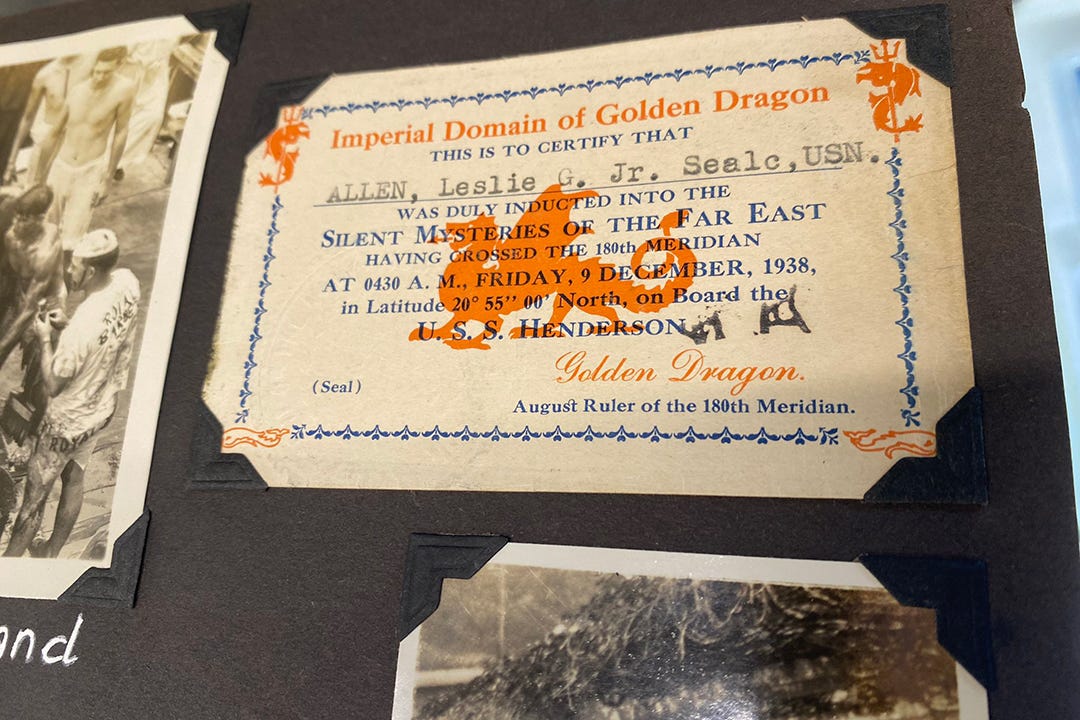 Imperial Domain of Golden Dragon
THIS IS TO CERTIFY THAT
ALLEN, Leslie G. Jr. Sealc, USN.
WAS DULY INDUCTED INTO THE
SILENT MYSTERIES OF THE FAR EAST
HAVING CROSSED THE 180th MERIDIAN
AT 0430 A. M., FRIDAY, 9 DECEMBER, 1938,
in Latitude 20° 55'' 00' North, on Board the
U. S. S. HENDERSON
Golden Dragon.
(Seal)
August Ruler of the 180th Meridian.
ROYAL
and